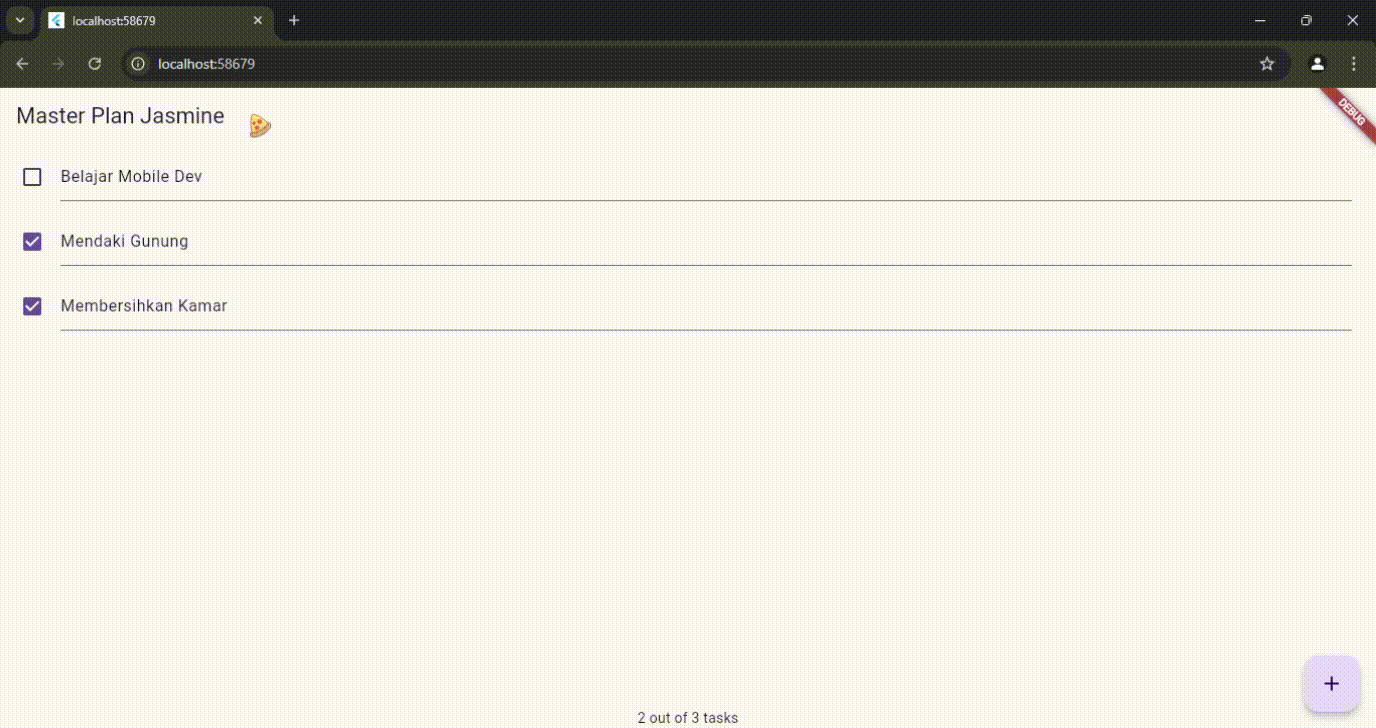 localhost:58679
localhost:58679
Master Plan Jasmine
DEBUG
Belajar Mobile Dev
Mendaki Gunung
Membersihkan Kamar
2 out of 3 tasks